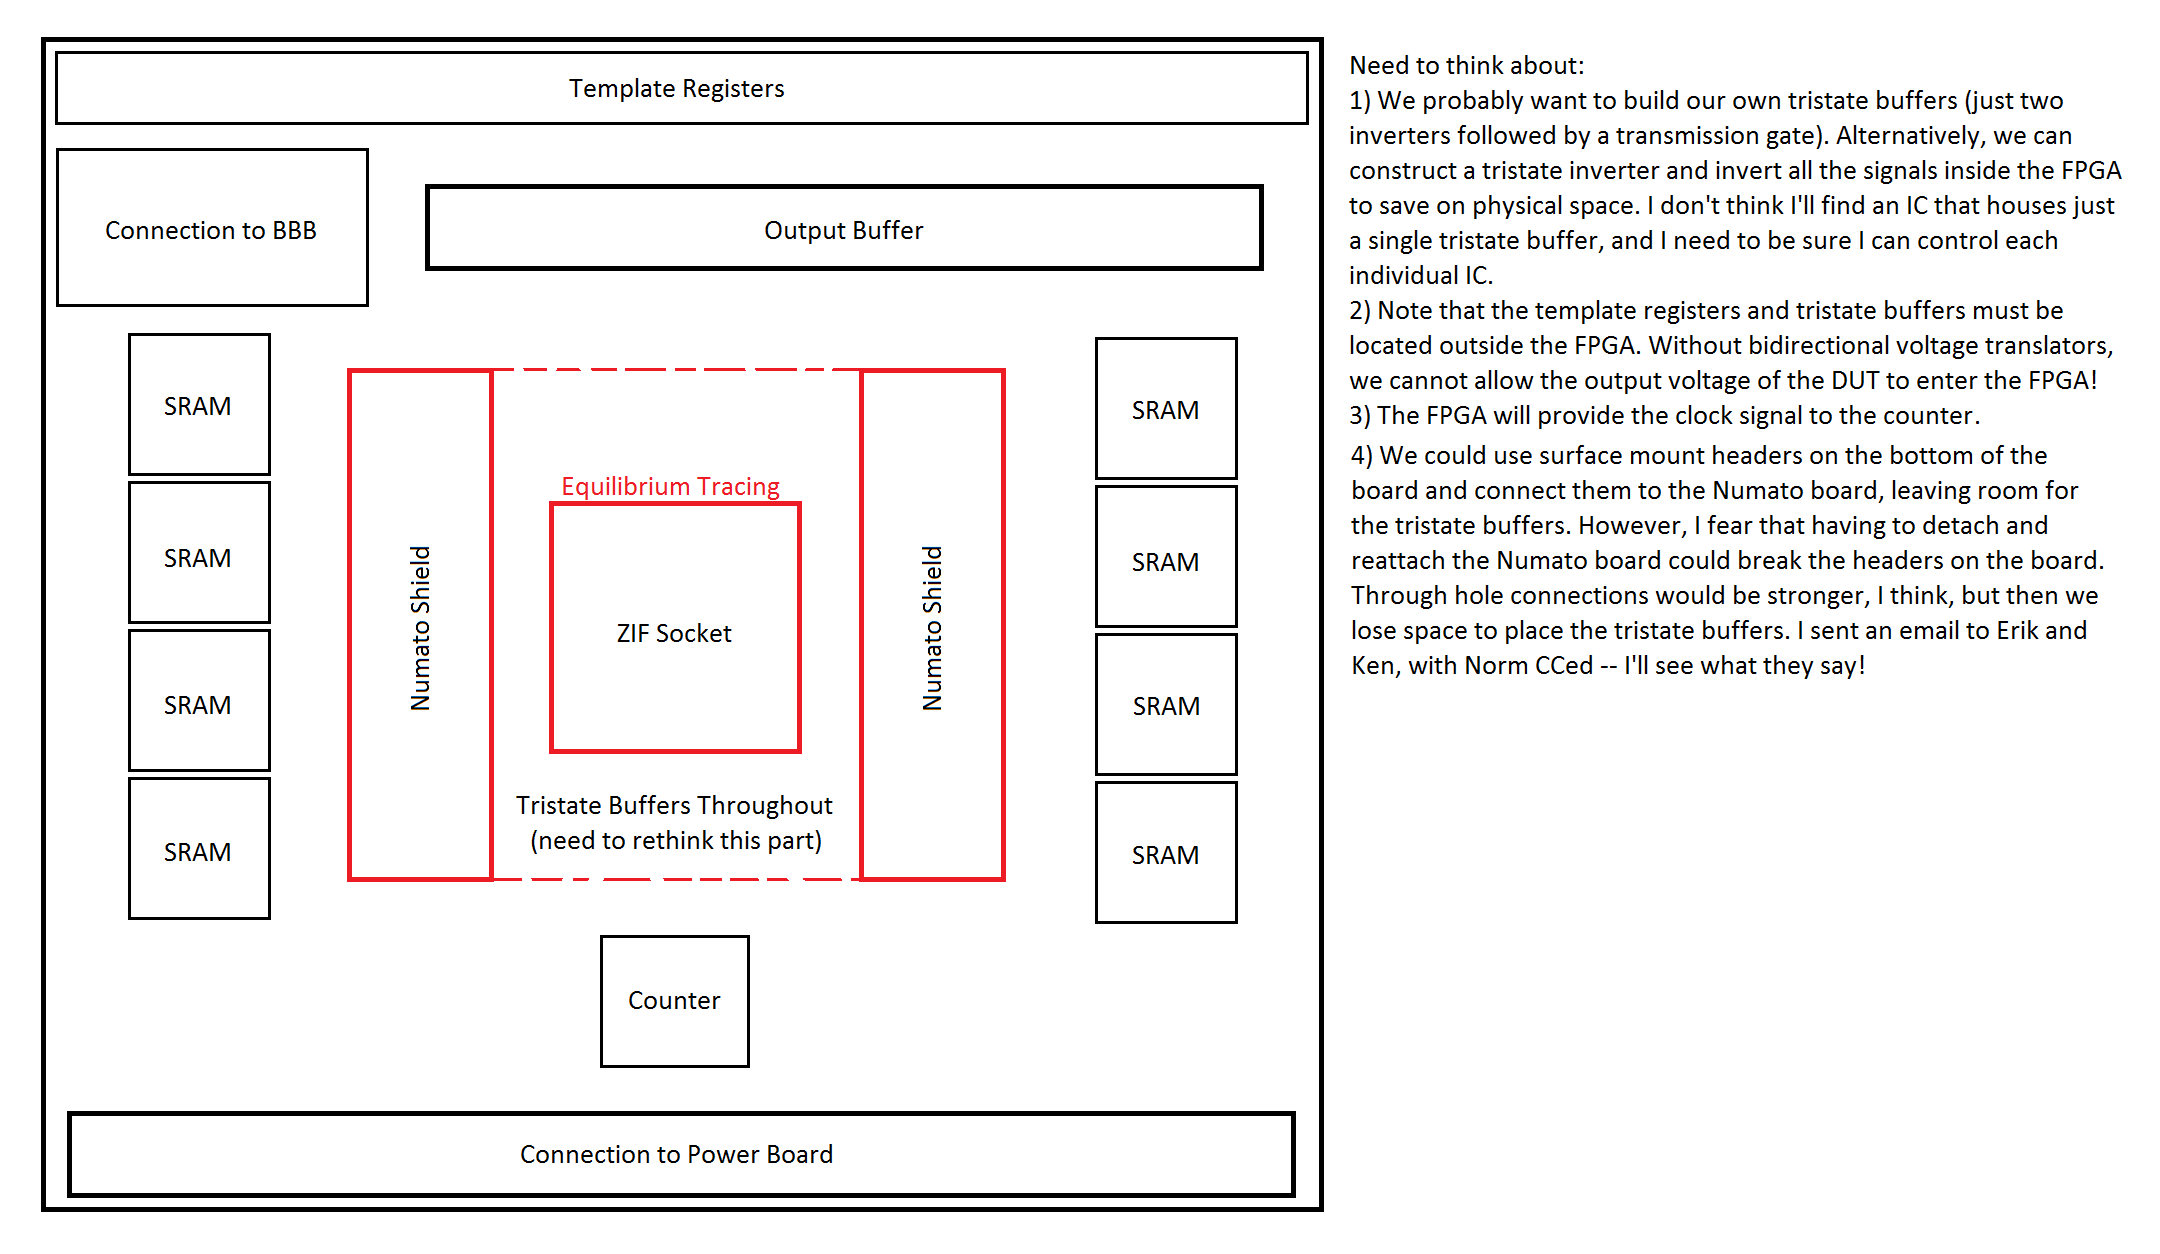 Template Registers
Connection to BBB
Output Buffer
SRAM
SRAM
SRAM
SRAM
Numato Shield
Equilibrium Tracing
ZIF Socket
Tristate Buffers Throughout
(need to rethink this part)
Numato Shield
SRAM
SRAM
SRAM
SRAM
Counter
Connection to Power Board
Need to think about:
1) We probably want to build our own tristate buffers (just two
inverters followed by a transmission gate). Alternatively, we can
construct a tristate inverter and invert all the signals inside the FPGA
to save on physical space. I don't think I'll find an IC that houses just
a single tristate buffer, and I need to be sure I can control each
individual IC.
2) Note that the template registers and tristate buffers must be
located outside the FPGA. Without bidirectional voltage translators,
we cannot allow the output voltage of the DUT to enter the FPGA!
3) The FPGA will provide the clock signal to the counter.
4) We could use surface mount headers on the bottom of the
board and connect them to the Numato board, leaving room for
the tristate buffers. However, I fear that having to detach and
reattach the Numato board could break the headers on the board.
Through hole connections would be stronger, I think, but then we
lose space to place the tristate buffers. I sent an email to Erik and
Ken, with Norm CCed -- I'll see what they say!